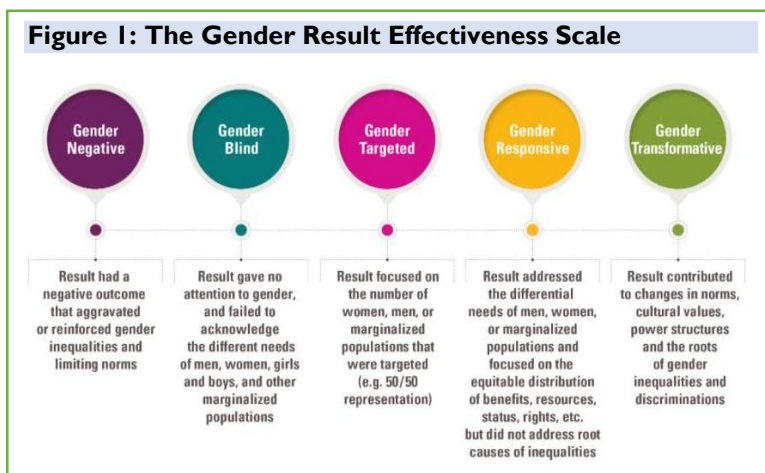 Figure 1: The Gender Result Effectiveness Scale
Gender
Negative
Gender
Blind
Gender
Targeted
Gender
Responsive
Gender
Transformative
Result had a
negative outcome
that aggravated
or reinforced gender
inequalities and
limiting norms
Result gave no
attention to gender,
and failed to
acknowledge
the different needs
of men, women, girls
and boys, and other
marginalized
populations
Result focused on
the number of
women, men, or
marginalized
populations that
were targeted
(e.g. 50/50
representation)
Result addressed
the differential
needs of men, women,
or marginalized
populations and
focused on the
equitable distribution
of benefits, resources,
status, rights, etc.
but did not address root
causes of inequalities
Result contributed
to changes in norms,
cultural values,
power structures
and the roots
of gender
inequalities and
discriminations